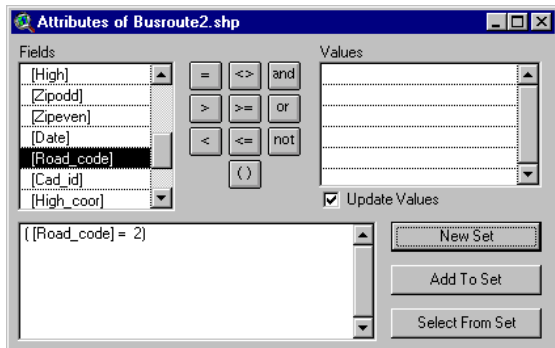 Attributes of Busroute2.shp
Fields
[High]
[Zipodd]
[Zipeven]
[Date]
[Road_code]
[Cad_id]
[High_coor]
= <> and
> >= or
< <= not
()
Values
Update Values
([Road_code] = 2)
New Set
Add To Set
Select From Set